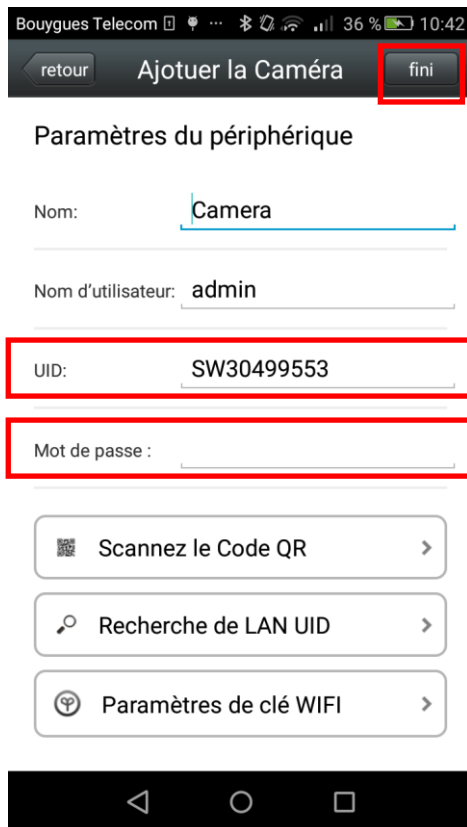 Bouygues Telecom ... 36 % 10:42
retour Ajotuer la Caméra fini
Paramètres du périphérique
Nom: Camera
Nom d’utilisateur: admin
UID: SW30499553
Mot de passe :
Scannez le Code QR
Recherche de LAN UID
Paramètres de clé WIFI